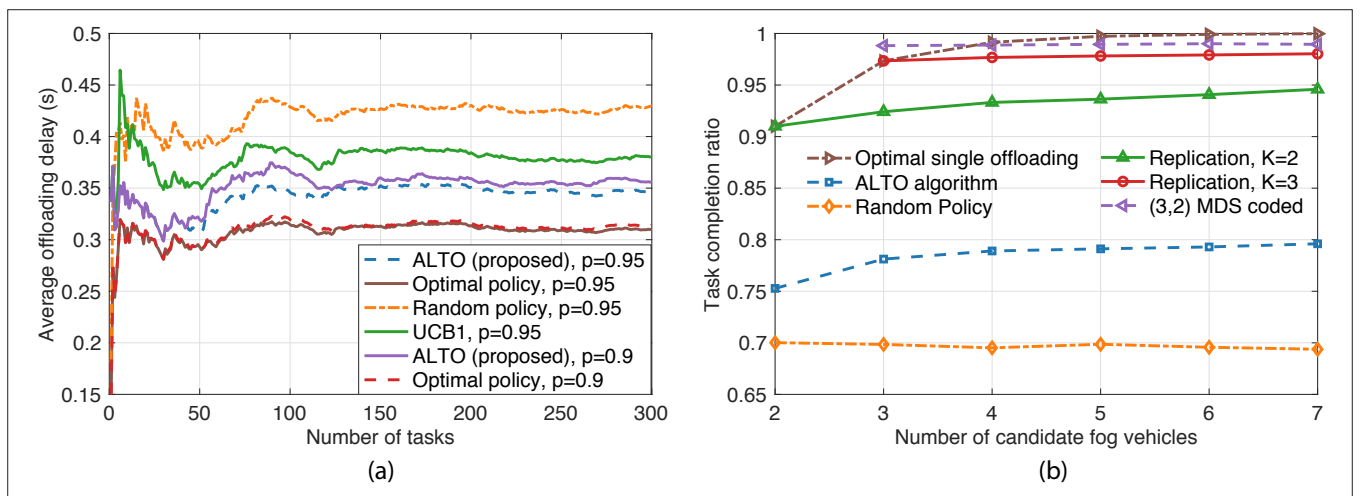 0.5
0.45
0.4
0.35
0.3
0.25
0.2
0.15
Average offloading delay (s)
ALTO (proposed), p=0.95
Optimal policy, p=0.95
Random policy, p=0.95
UCB1, p=0.95
ALTO (proposed), p=0.9
Optimal policy, p=0.9
0 50 100 150 200 250 300
Number of tasks
(a)
1
0.95
0.9
0.85
0.8
0.75
0.7
0.65
Task completion ratio
Optimal single offloading
ALTO algorithm
Random Policy
Replication, K=2
Replication, K=3
(3,2) MDS coded
2 3 4 5 6 7
Number of candidate fog vehicles
(b)